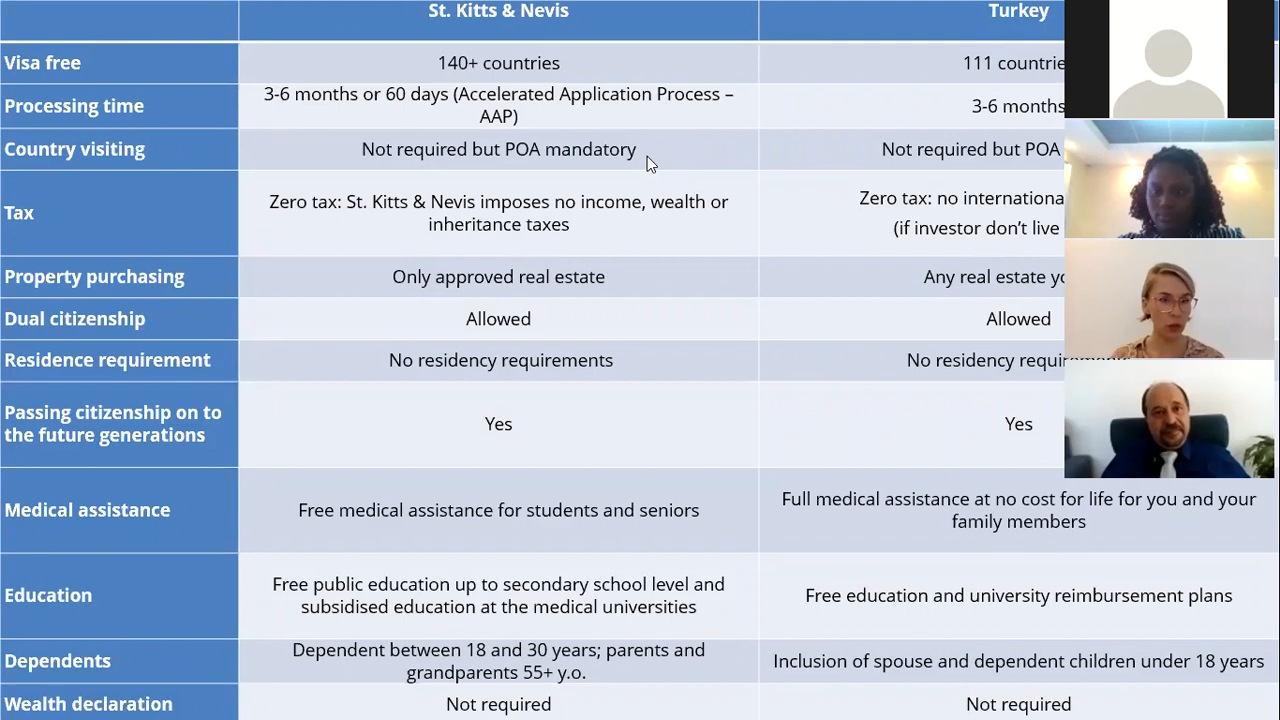 St. Kitts & Nevis
Turkey
Visa free
140+ countries
111
Processing time
3-6 months or 60 days (Accelerated Application Process –
AAP)
3-6 months
Country visiting
Not required but POA mandatory
Not required but POA
Tax
Zero tax: St. Kitts & Nevis imposes no income, wealth or
inheritance taxes
Zero tax: no
(if investor don’t live
Property purchasing
Only approved real estate
Any real estate
Dual citizenship
Allowed
Allowed
Residence requirement
No residency requirements
No residency
Passing citizenship on to
the future generations
Yes
Yes
Medical assistance
Free medical assistance for students and seniors
Full medical assistance at no cost for life for you and your
family members
Education
Free public education up to secondary school level and
subsidised education at the medical universities
Free education and university reimbursement plans
Dependents
Dependent between 18 and 30 years; parents and
grandparents 55+ y.o.
Inclusion of spouse and dependent children under 18 years
Wealth declaration
Not required
Not required